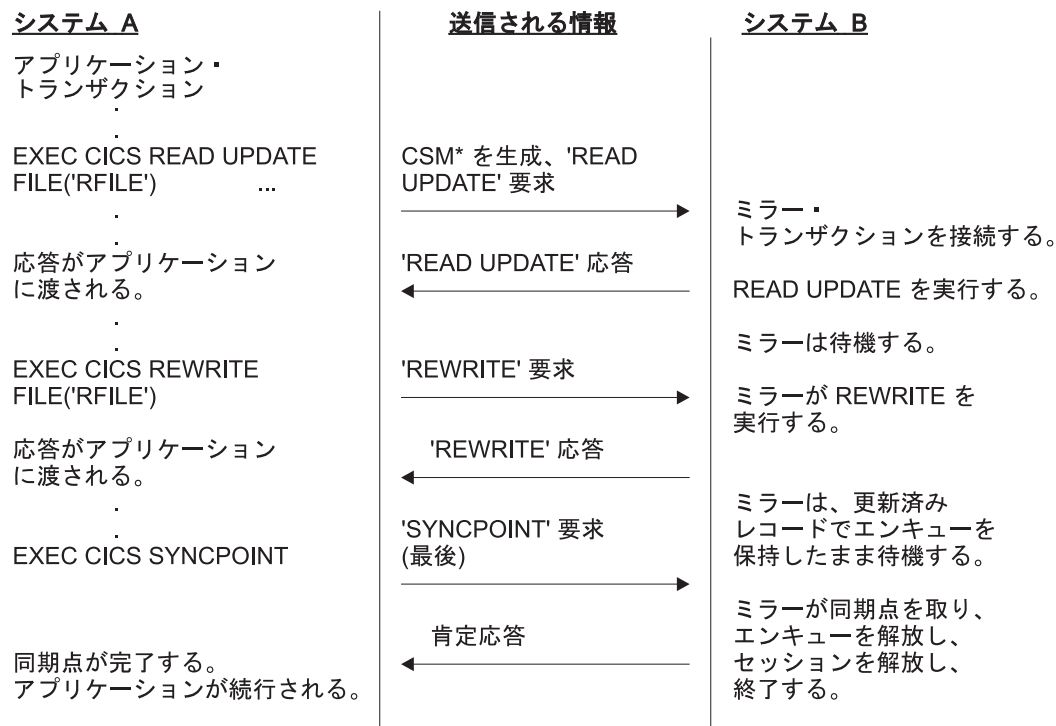 システム A
送信される情報
システム B
アプリケーション・
トランザクション
.
.
EXEC CICS READ UPDATE
FILE('RFILE') ...
CSM* を生成、'READ
UPDATE' 要求
.
.
ミラー・
トランザクションを接続する。
応答がアプリケーション
に渡される。
'READ UPDATE' 応答
READ UPDATE を実行する。
.
.
ミラーは待機する。
EXEC CICS REWRITE
FILE('RFILE')
'REWRITE' 要求
ミラーが REWRITE を
実行する。
応答がアプリケーション
に渡される。
'REWRITE' 応答
.
.
ミラーは、更新済み
レコードでエンキューを
保持したまま待機する。
EXEC CICS SYNCPOINT
'SYNCPOINT' 要求
(最後)
ミラーが同期点を取り、
エンキューを解放し、
セッションを解放し、
終了する。
肯定応答
同期点が完了する。
アプリケーションが続行される。